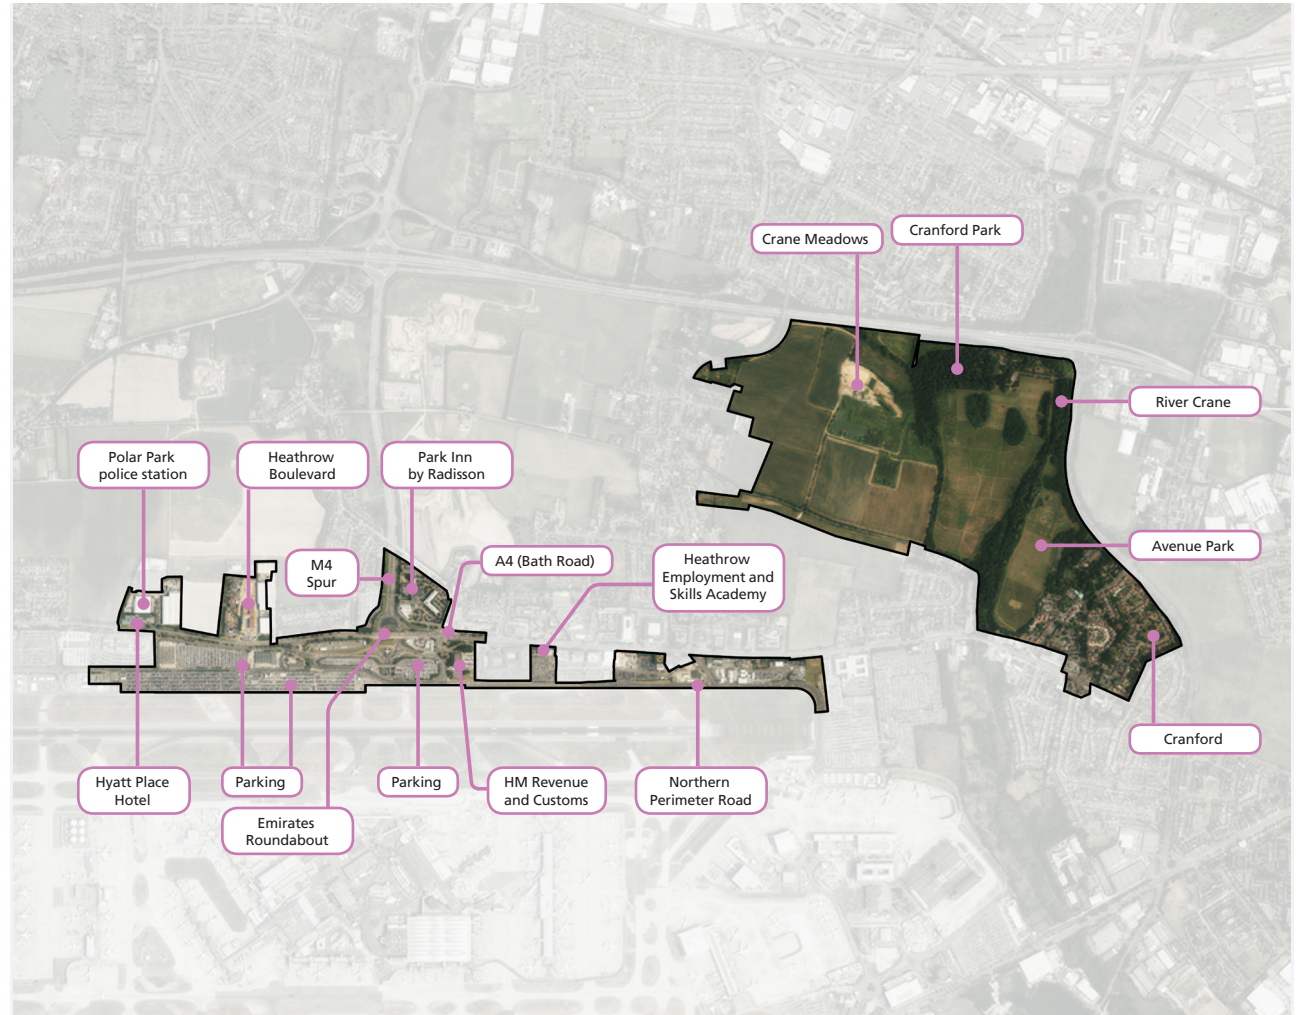 Cranford Park
Crane Meadows
River Crane
Polar Park
police station
Heathrow
Boulevard
Park Inn
by Radisson
Avenue Park
M4
Spur
A4 (Bath Road)
Heathrow
Employment and
Skills Academy
Cranford
Hyatt Place
Hotel
Parking
Parking
HM Revenue
and Customs
Northern
Perimeter Road
Emirates
Roundabout